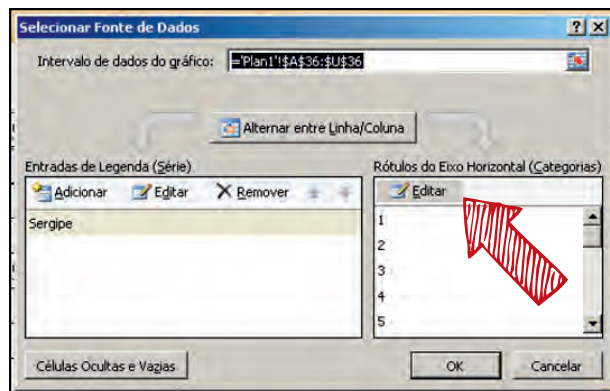 Selecionar Fonte de Dados
Intervalo de dados do gráfico: ='Plan1'!$A$36:$U$36
Alternar entre Linha/Coluna
Entradas de Legenda (Série)
Adicionar Editar Remover
Sergipe
Rótulos do Eixo Horizontal (Categorias)
Editar
1
2
3
4
5
Células Ocultas e Vazias
OK Cancelar